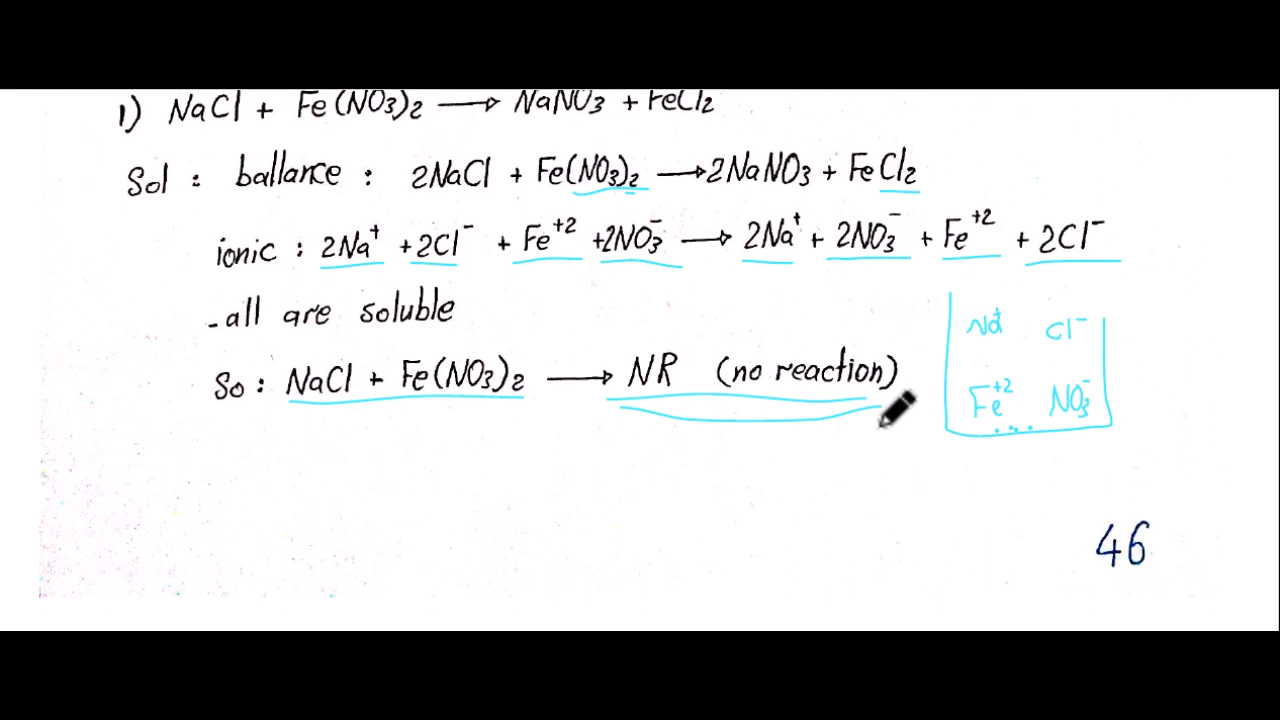 1) NaCl + Fe(NO3)2 → NaNO3 + FeCl2
Sol : ballance : 2NaCl + Fe(NO3)2 → 2NaNO3 + FeCl2
ionic : 2Na⁺ + 2Cl⁻ + Fe⁺² + 2NO3⁻ → 2Na⁺ + 2NO3⁻ + Fe⁺² + 2Cl⁻
- all are soluble
Na⁺ Cl⁻
So : NaCl + Fe(NO3)2 → NR (no reaction)
Fe⁺² NO3⁻
46